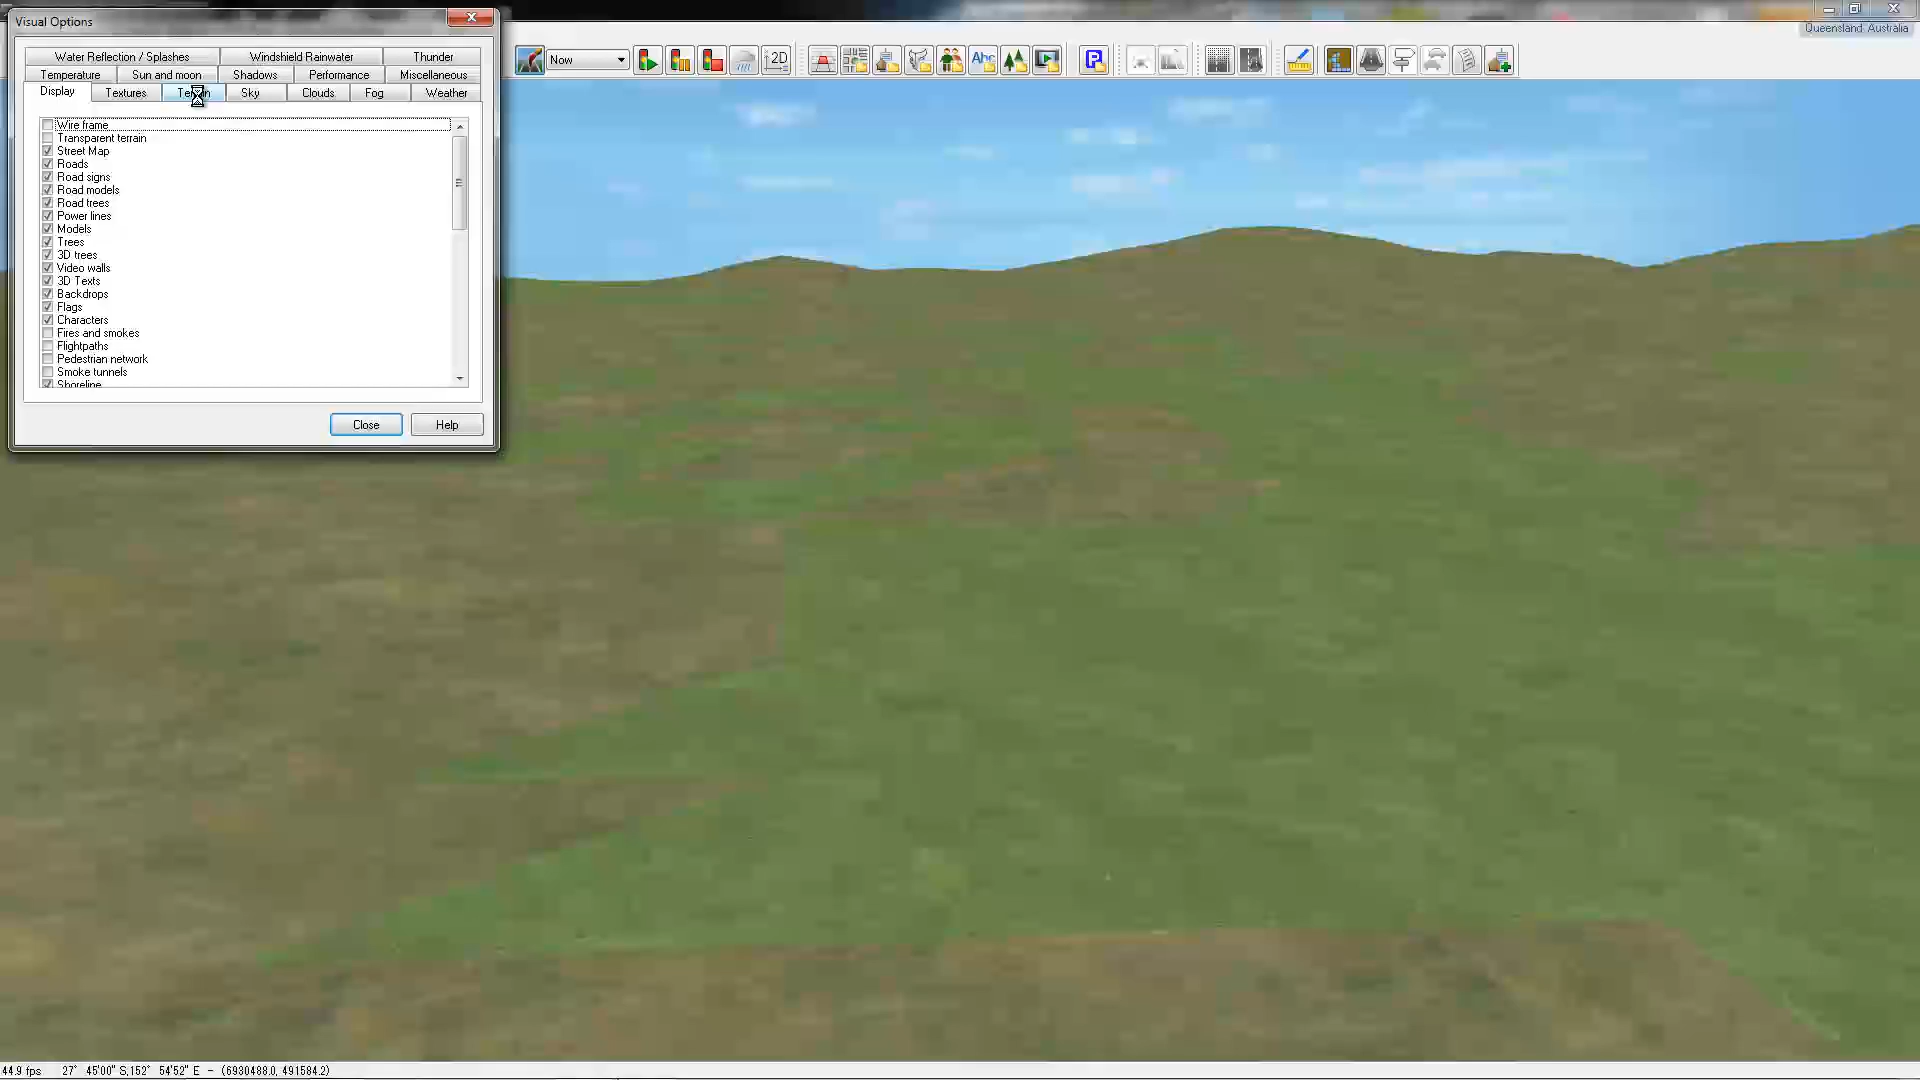 Visual Options
Queensland Australia
Water Reflection / Splashes Windshield Rainwater Thunder
Now
2D
Abc
P
Temperature Sun and moon Shadows Performance Miscellaneous
Display Textures Terrain Sky Clouds Fog Weather
Wire frame
Transparent terrain
Street Map
Roads
Road signs
Road models
Road trees
Power lines
Models
Trees
3D trees
Video walls
3D Texts
Backdrops
Flags
Characters
Fires and smokes
Flightpaths
Pedestrian network
Smoke tunnels
Shoreline
Close Help
44.9 fps 27° 45'00" S,152° 54'52" E - (6930488.0, 491584.2)